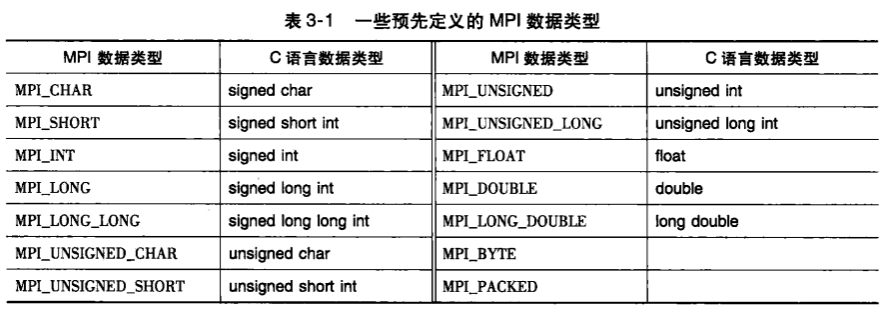 表 3-1 一些预先定义的 MPI 数据类型
MPI 数据类型 C 语言数据类型 MPI 数据类型 C 语言数据类型
MPI_CHAR signed char MPI_UNSIGNED unsigned int
MPI_SHORT signed short int MPI_UNSIGNED_LONG unsigned long int
MPI_INT signed int MPI_FLOAT float
MPI_LONG signed long int MPI_DOUBLE double
MPI_LONG_LONG signed long long int MPI_LONG_DOUBLE long double
MPI_UNSIGNED_CHAR unsigned char MPI_BYTE
MPI_UNSIGNED_SHORT unsigned short int MPI_PACKED